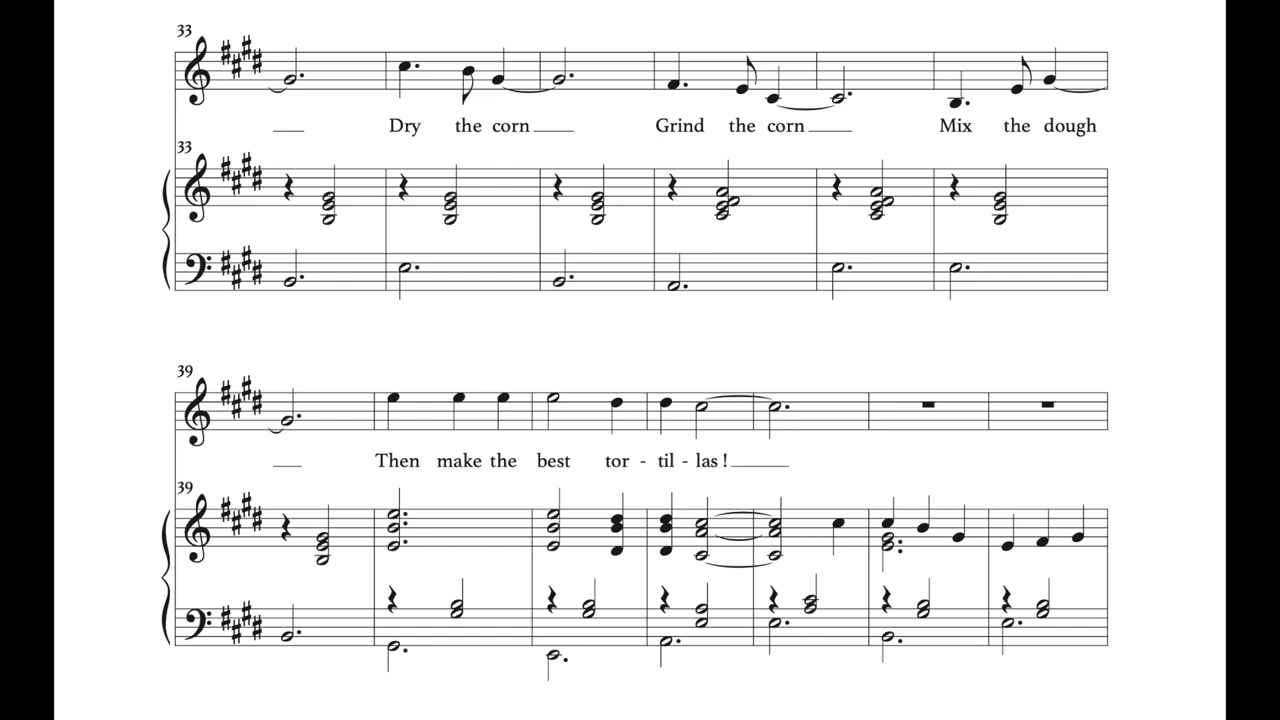 33
Dry the corn Grind the corn Mix the dough
33
39
Then make the best tor - til - las !
39